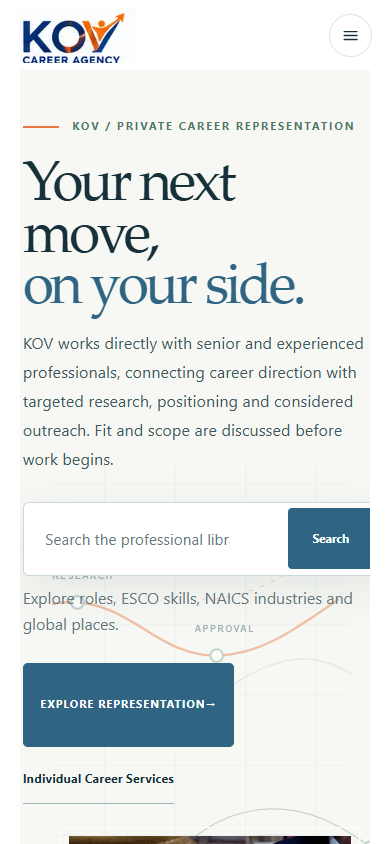 KOV
CAREER AGENCY
KOV / PRIVATE CAREER REPRESENTATION
Your next
move,
on your side.
KOV works directly with senior and experienced
professionals, connecting career direction with
targeted research, positioning and considered
outreach. Fit and scope are discussed before
work begins.
Search the professional libr
Search
RESEARCH
Explore roles, ESCO skills, NAICS industries and
global places.
APPROVAL
EXPLORE REPRESENTATION→
Individual Career Services